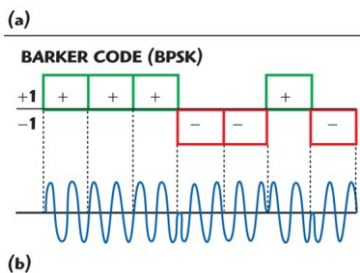 (a)
BARKER CODE (BPSK)
+1 + + + +
−1 − − −
(b)